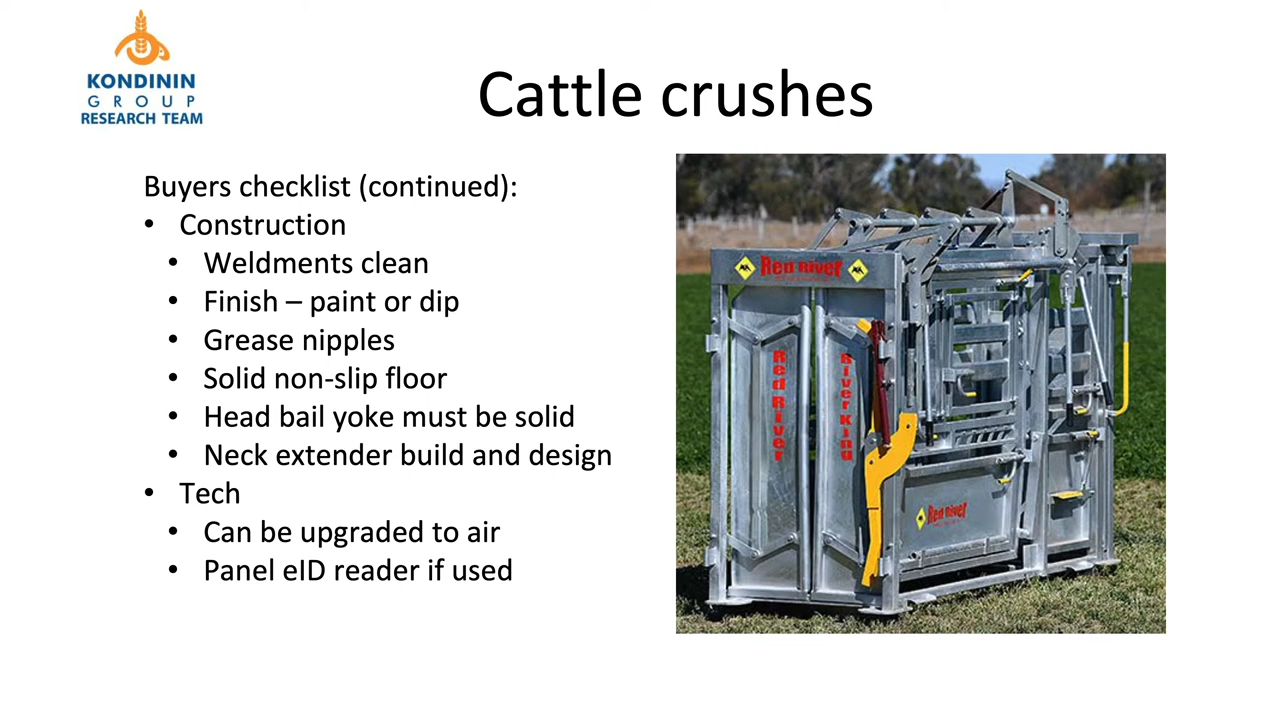 KONDININ
GROUP
RESEARCH TEAM
Cattle crushes
Buyers checklist (continued):
• Construction
• Weldments clean
• Finish – paint or dip
• Grease nipples
• Solid non-slip floor
• Head bail yoke must be solid
• Neck extender build and design
• Tech
• Can be upgraded to air
• Panel eID reader if used
Red River
Red River
River King
Red River